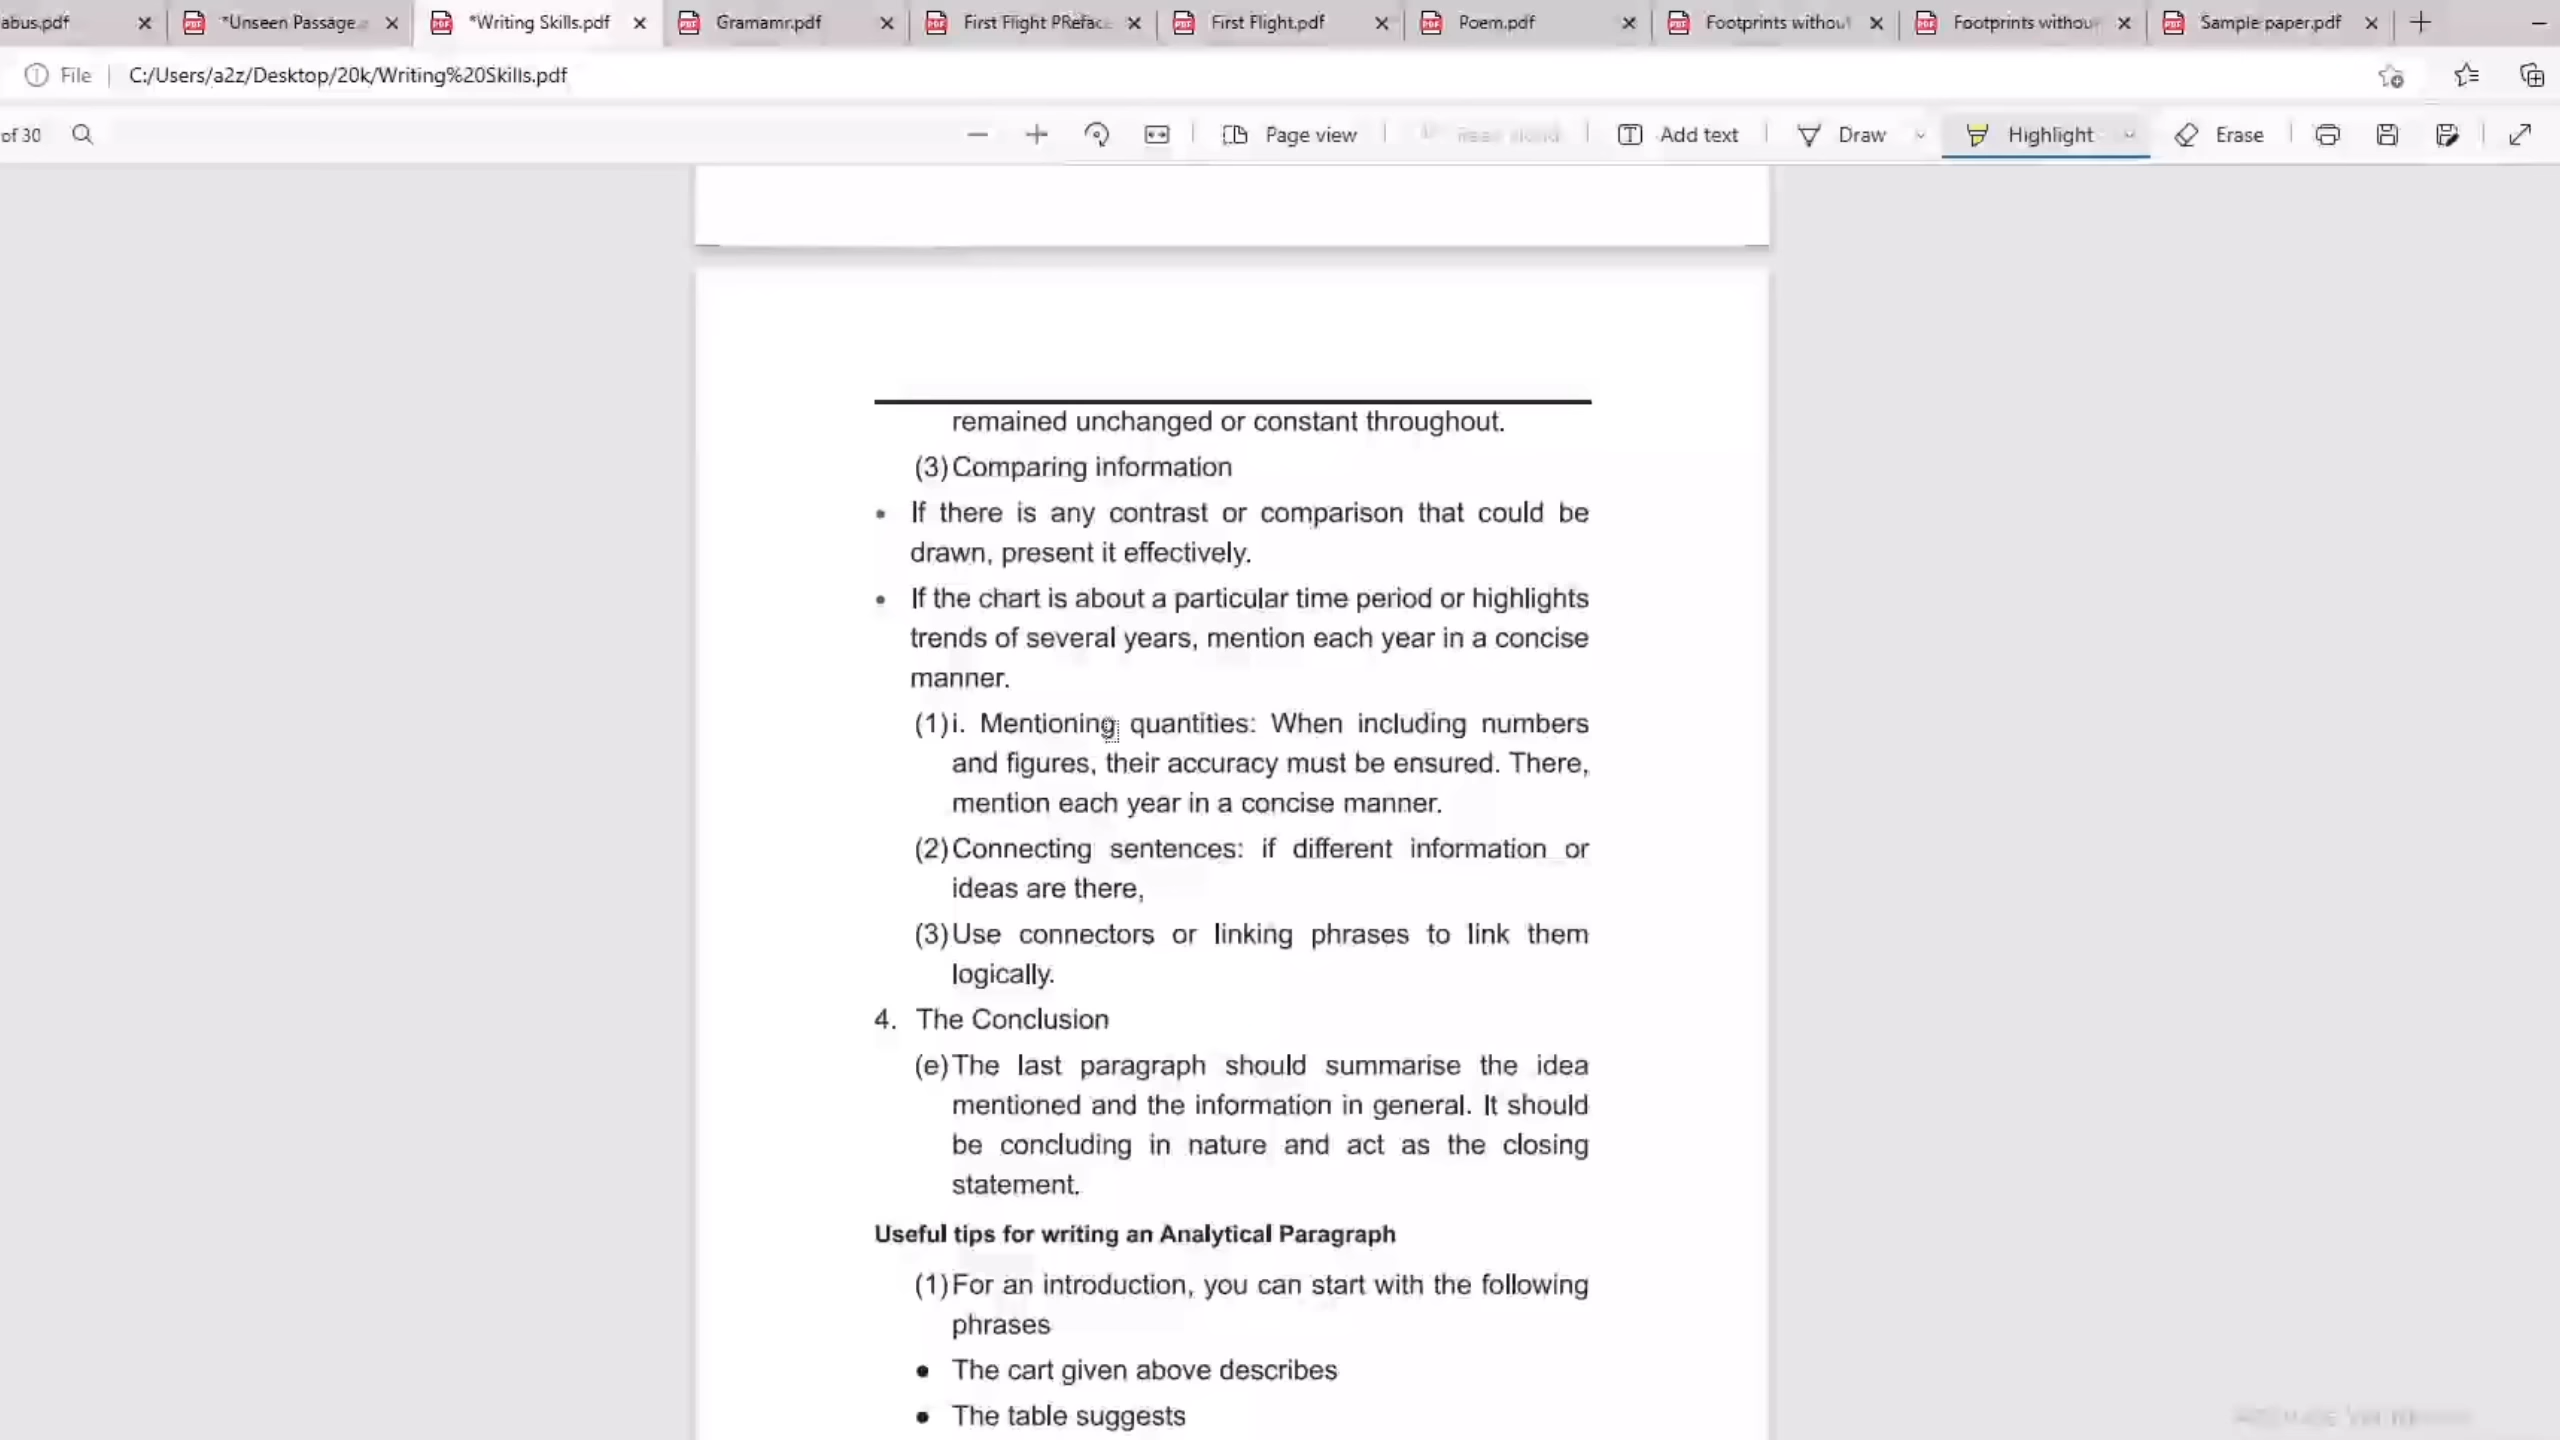 abus.pdf
*Unseen Passage
*Writing Skills.pdf
Gramamr.pdf
First Flight PReface
First Flight.pdf
Poem.pdf
Footprints without
Footprints withou
Sample paper.pdf
File
C:/Users/a2z/Desktop/20k/Writing%20Skills.pdf
of 30
Page view
Read aloud
Add text
Draw
Highlight
Erase
remained unchanged or constant throughout.
(3) Comparing information
• If there is any contrast or comparison that could be
drawn, present it effectively.
• If the chart is about a particular time period or highlights
trends of several years, mention each year in a concise
manner.
(1) i. Mentioning quantities: When including numbers
and figures, their accuracy must be ensured. There,
mention each year in a concise manner.
(2) Connecting sentences: if different information or
ideas are there,
(3) Use connectors or linking phrases to link them
logically.
4. The Conclusion
(e) The last paragraph should summarise the idea
mentioned and the information in general. It should
be concluding in nature and act as the closing
statement.
Useful tips for writing an Analytical Paragraph
(1) For an introduction, you can start with the following
phrases
• The cart given above describes
• The table suggests